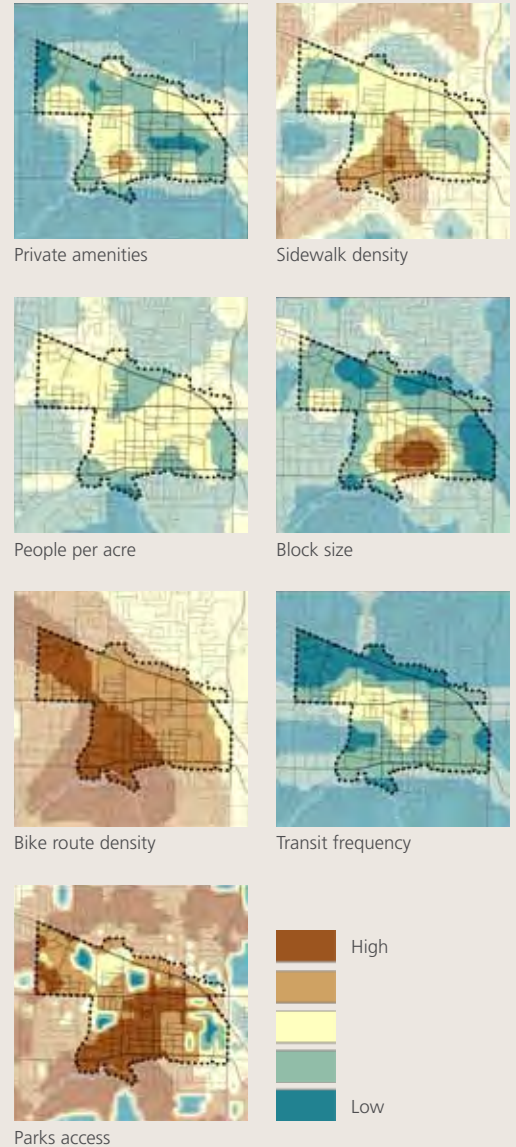 Private amenities
Sidewalk density
People per acre
Block size
Bike route density
Transit frequency
Parks access
High
Low